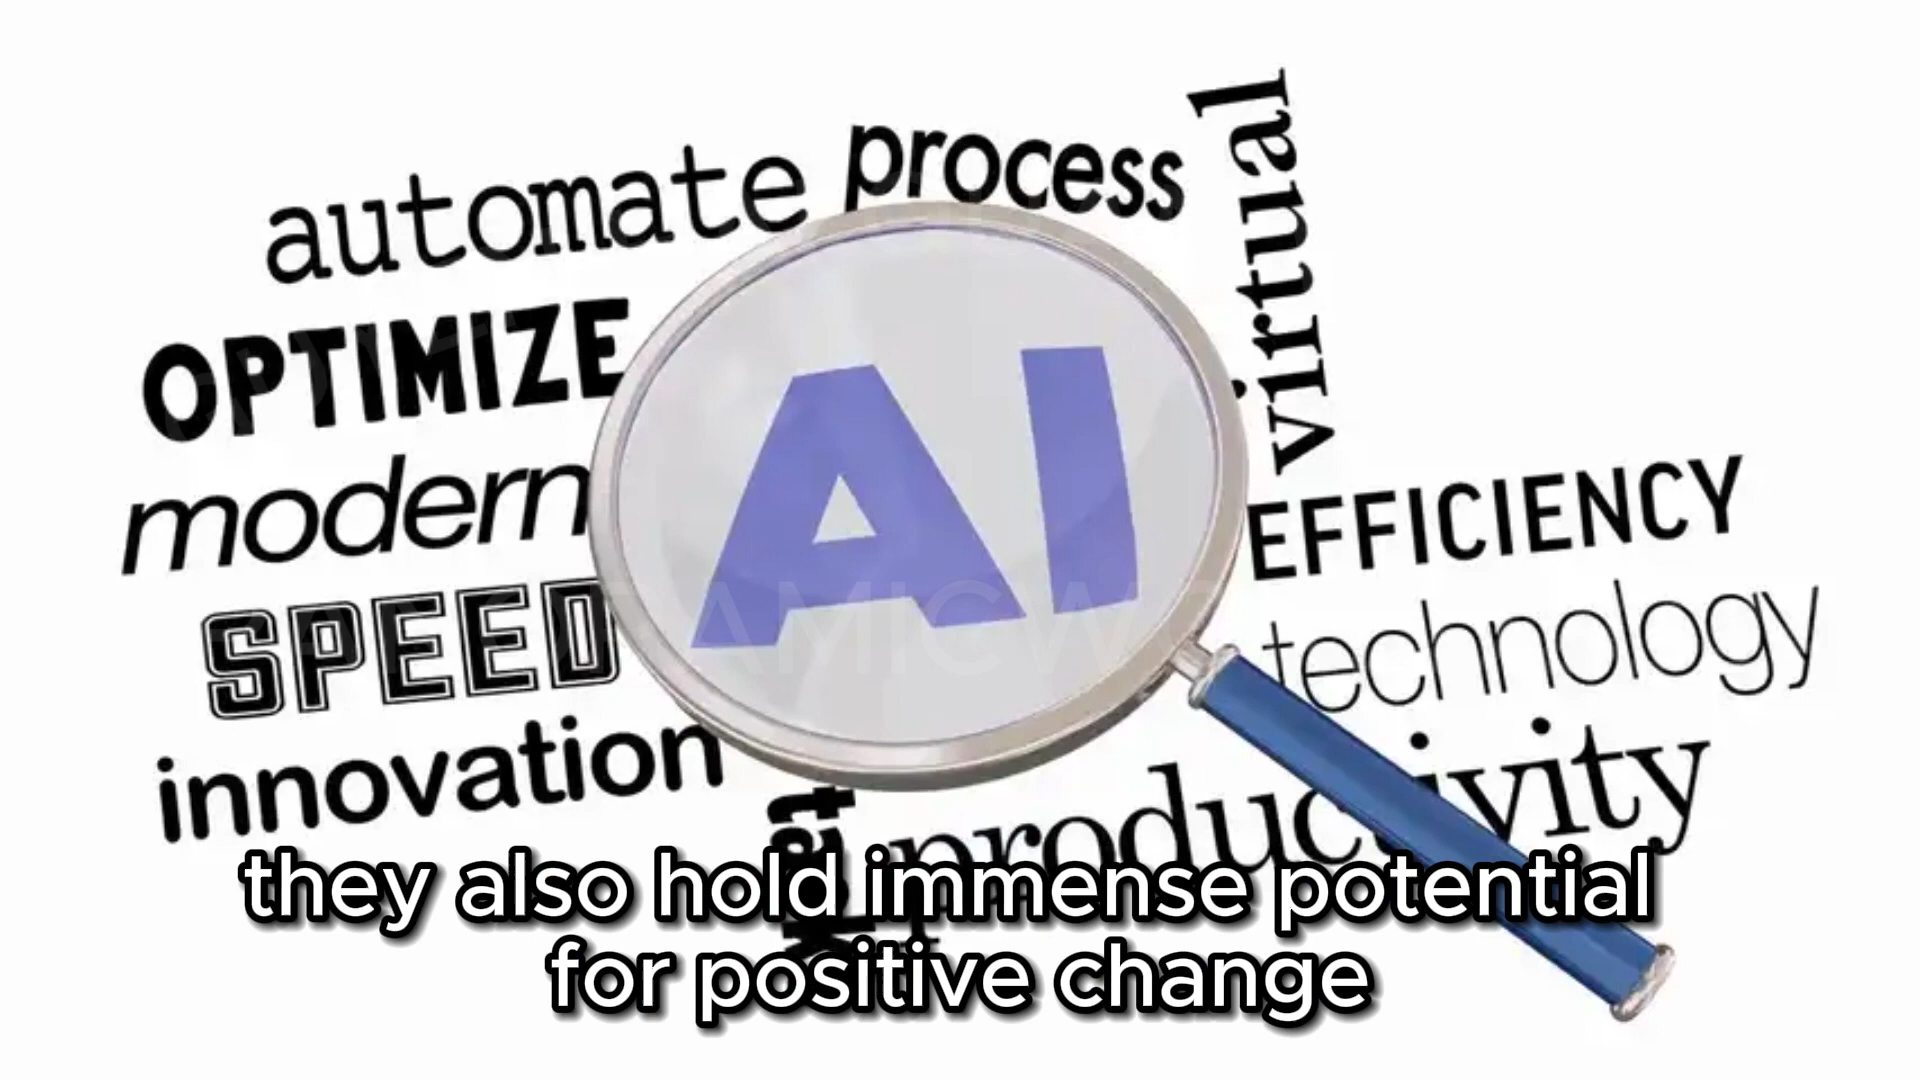 automate process
virtual
OPTIMIZE
AI
modern
EFFICIENCY
SPEED
technology
innovation
productivity
they also hold immense potential
for positive change